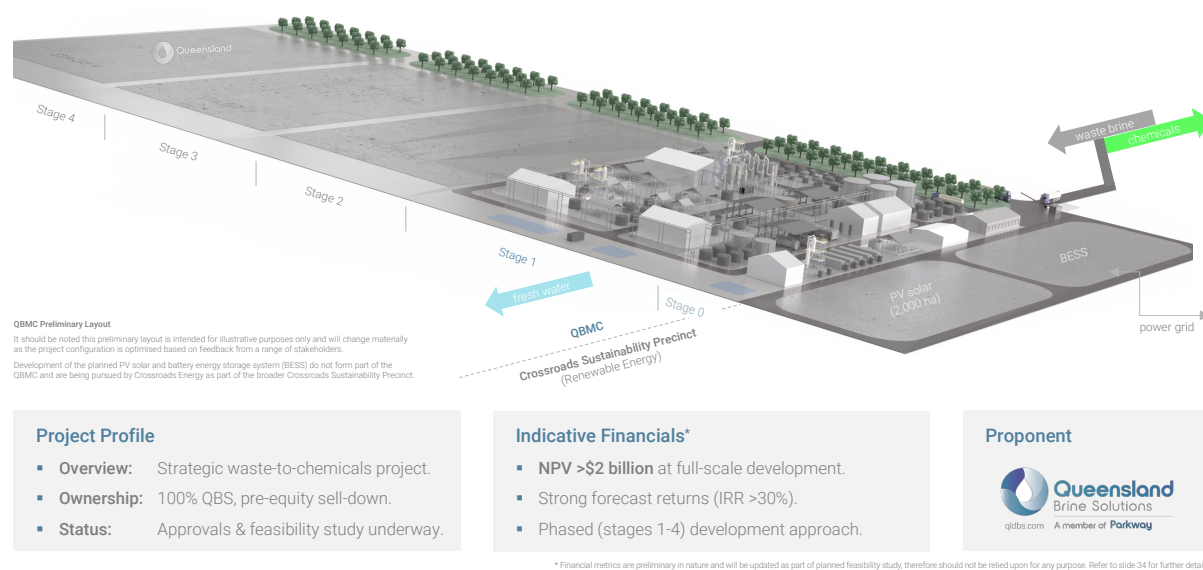 Queensland
Stage 4
Stage 3
Stage 2
Stage 1
Stage 0
waste brine
chemicals
BESS
PV solar
(2,000 ha)
power grid
fresh water
QBMC
Crossroads Sustainability Precinct
(Renewable Energy)
QBMC Preliminary Layout
It should be noted this preliminary layout is intended for illustrative purposes only and will change materially
as the project configuration is optimised based on feedback from a range of stakeholders.
Development of the planned PV solar and battery energy storage system (BESS) do not form part of the
QBMC and are being pursued by Crossroads Energy as part of the broader Crossroads Sustainability Precinct.
Project Profile
▪ Overview: Strategic waste-to-chemicals project.
▪ Ownership: 100% QBS, pre-equity sell-down.
▪ Status: Approvals & feasibility study underway.
Indicative Financials*
▪ NPV >$2 billion at full-scale development.
▪ Strong forecast returns (IRR >30%).
▪ Phased (stages 1-4) development approach.
Proponent
Queensland
Brine Solutions
qldbs.com A member of Parkway
* Financial metrics are preliminary in nature and will be updated as part of planned feasibility study, therefore should not be relied upon for any purpose. Refer to slide 34 for further detai